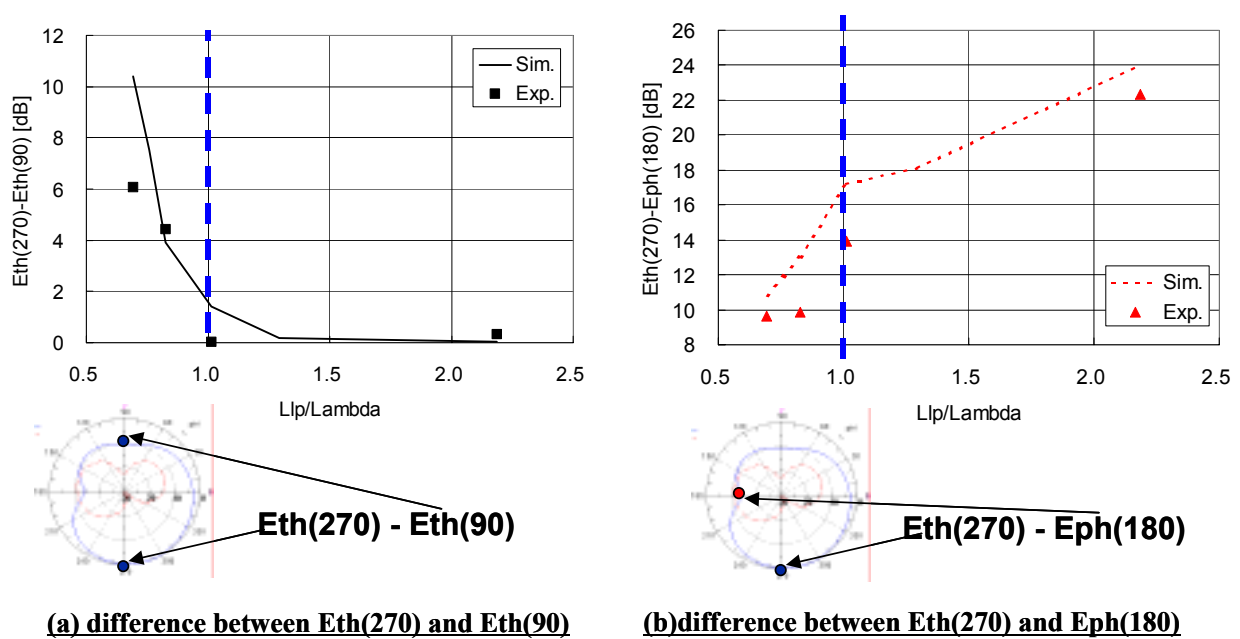 12
10
8
6
4
2
0
Eth(270)-Eth(90) [dB]
Sim.
Exp.
0.5 1.0 1.5 2.0 2.5
Llp/Lambda
Eth(270) - Eth(90)
(a) difference between Eth(270) and Eth(90)
26
24
22
20
18
16
14
12
10
8
Eth(270)-Eph(180) [dB]
Sim.
Exp.
0.5 1.0 1.5 2.0 2.5
Llp/Lambda
Eth(270) - Eph(180)
(b)difference between Eth(270) and Eph(180)